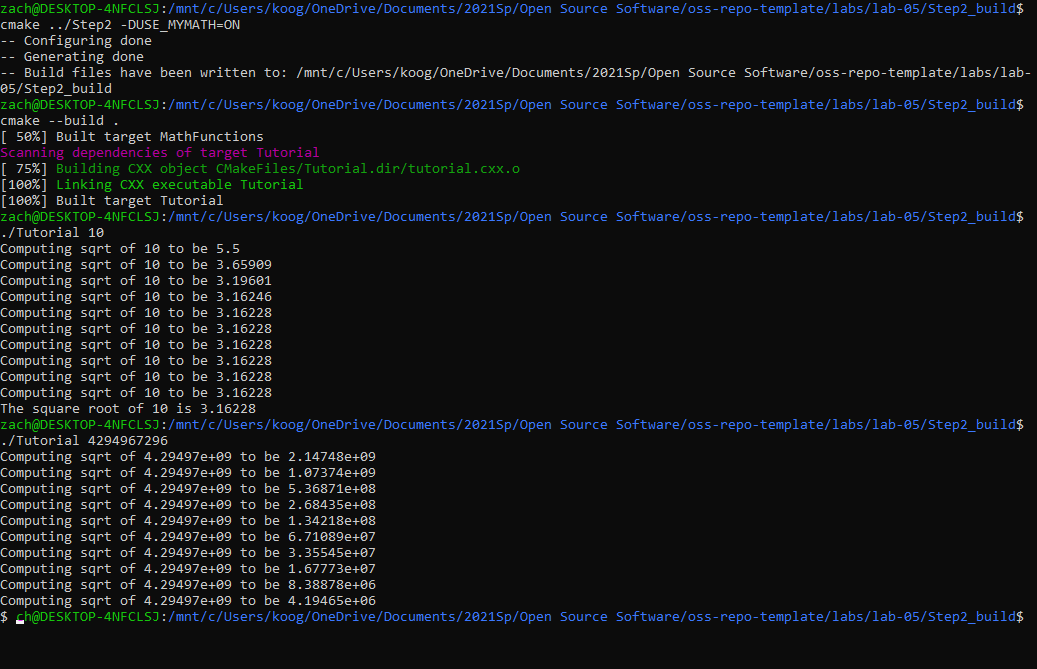 zach@DESKTOP-4NFCLSJ:/mnt/c/Users/koog/OneDrive/Documents/2021Sp/Open Source Software/oss-repo-template/labs/lab-05/Step2_build$
cmake ../Step2 -DUSE_MYMATH=ON
-- Configuring done
-- Generating done
-- Build files have been written to: /mnt/c/Users/koog/OneDrive/Documents/2021Sp/Open Source Software/oss-repo-template/labs/lab-
05/Step2_build
zach@DESKTOP-4NFCLSJ:/mnt/c/Users/koog/OneDrive/Documents/2021Sp/Open Source Software/oss-repo-template/labs/lab-05/Step2_build$
cmake --build .
[ 50%] Built target MathFunctions
Scanning dependencies of target Tutorial
[ 75%] Building CXX object CMakeFiles/Tutorial.dir/tutorial.cxx.o
[100%] Linking CXX executable Tutorial
[100%] Built target Tutorial
zach@DESKTOP-4NFCLSJ:/mnt/c/Users/koog/OneDrive/Documents/2021Sp/Open Source Software/oss-repo-template/labs/lab-05/Step2_build$
./Tutorial 10
Computing sqrt of 10 to be 5.5
Computing sqrt of 10 to be 3.65909
Computing sqrt of 10 to be 3.19601
Computing sqrt of 10 to be 3.16246
Computing sqrt of 10 to be 3.16228
Computing sqrt of 10 to be 3.16228
Computing sqrt of 10 to be 3.16228
Computing sqrt of 10 to be 3.16228
Computing sqrt of 10 to be 3.16228
Computing sqrt of 10 to be 3.16228
The square root of 10 is 3.16228
zach@DESKTOP-4NFCLSJ:/mnt/c/Users/koog/OneDrive/Documents/2021Sp/Open Source Software/oss-repo-template/labs/lab-05/Step2_build$
./Tutorial 4294967296
Computing sqrt of 4.29497e+09 to be 2.14748e+09
Computing sqrt of 4.29497e+09 to be 1.07374e+09
Computing sqrt of 4.29497e+09 to be 5.36871e+08
Computing sqrt of 4.29497e+09 to be 2.68435e+08
Computing sqrt of 4.29497e+09 to be 1.34218e+08
Computing sqrt of 4.29497e+09 to be 6.71089e+07
Computing sqrt of 4.29497e+09 to be 3.35545e+07
Computing sqrt of 4.29497e+09 to be 1.67773e+07
Computing sqrt of 4.29497e+09 to be 8.38878e+06
Computing sqrt of 4.29497e+09 to be 4.19465e+06
$ ch@DESKTOP-4NFCLSJ:/mnt/c/Users/koog/OneDrive/Documents/2021Sp/Open Source Software/oss-repo-template/labs/lab-05/Step2_build$